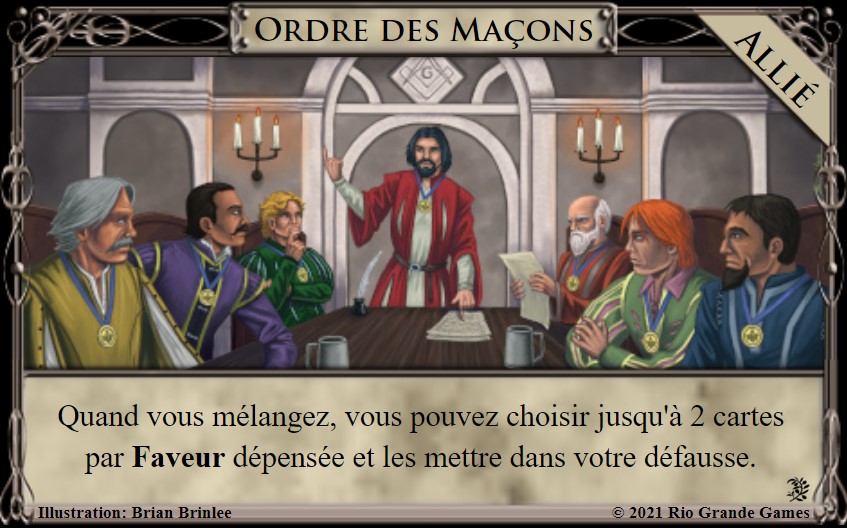 Ordre des Maçons
Allié
G
Quand vous mélangez, vous pouvez choisir jusqu'à 2 cartes
par Faveur dépensée et les mettre dans votre défausse.
Illustration: Brian Brinlee
© 2021 Rio Grande Games